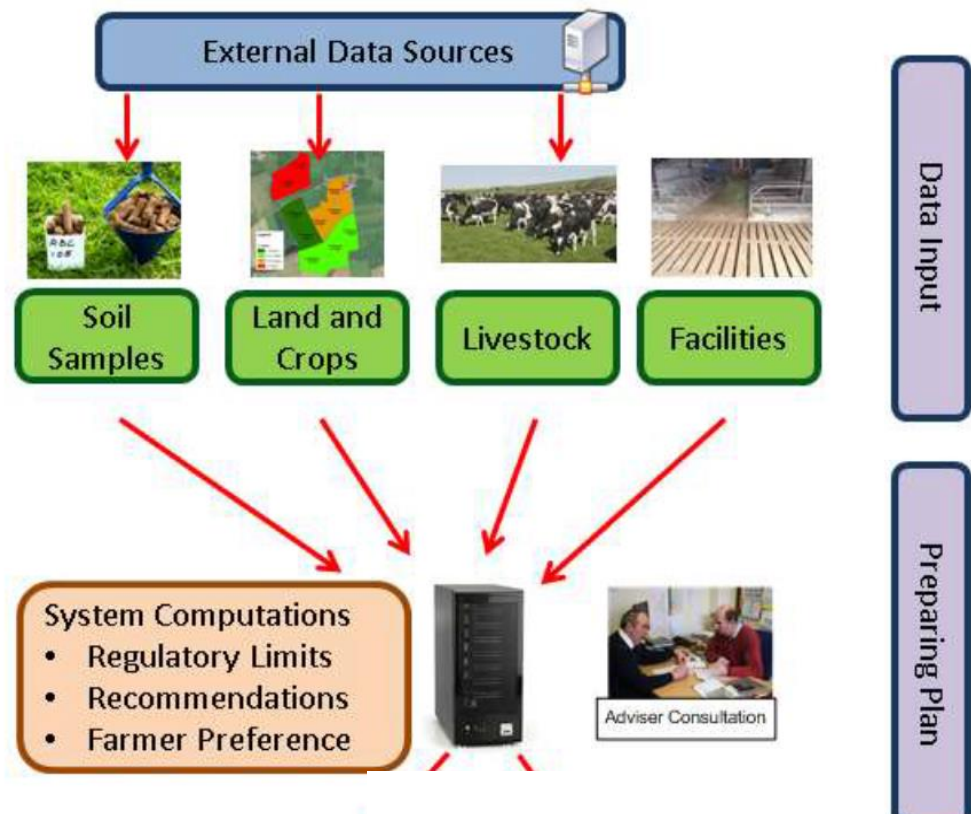 External Data Sources
Soil
Samples
Land and
Crops
Livestock
Facilities
Data Input
System Computations
• Regulatory Limits
• Recommendations
• Farmer Preference
Adviser Consultation
Preparing Plan